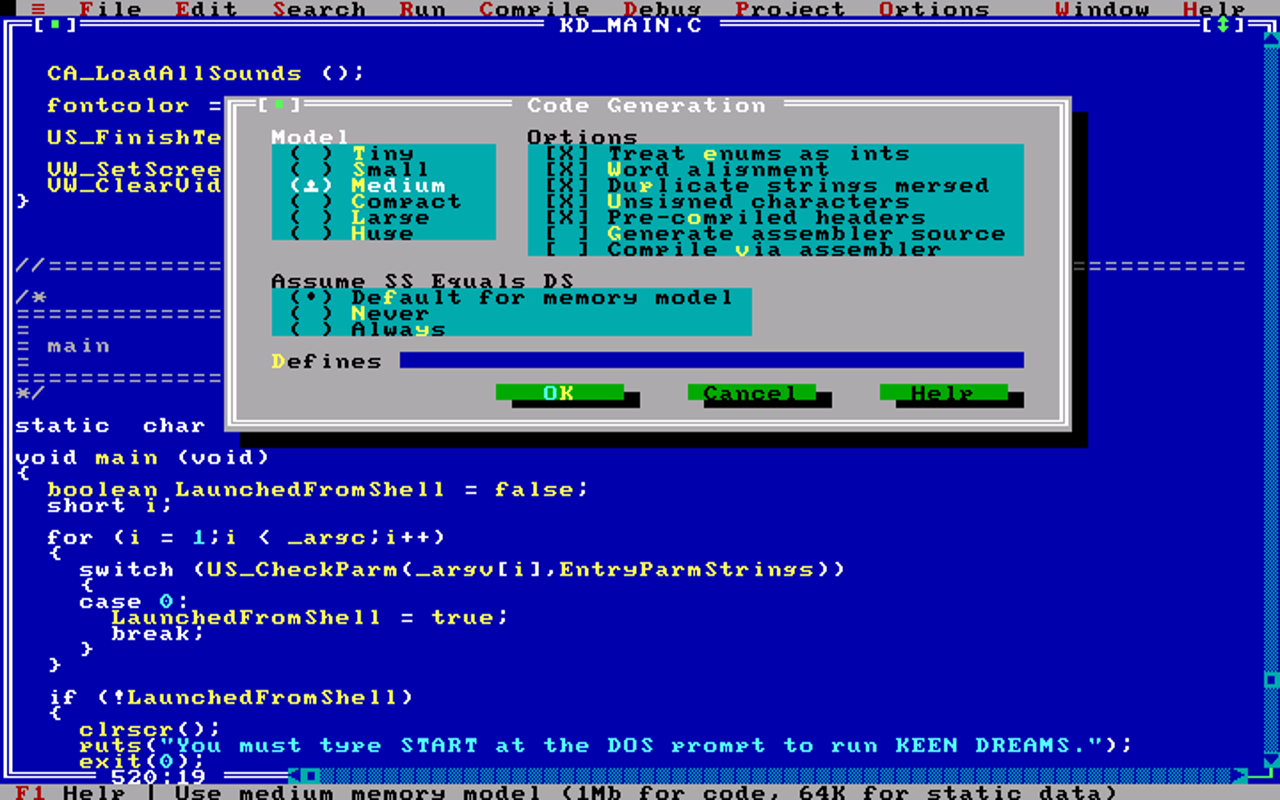 ≡ File Edit Search Run Compile Debug Project Options Window Help
[■] KD_MAIN.C [↕]
CA_LoadAllSounds ();
fontcolor =
US_FinishTe
VW_SetScree
VW_ClearVid
}
[■] Code Generation
Model
( ) Tiny
( ) Small
(•) Medium
( ) Compact
( ) Large
( ) Huge
Options
[X] Treat enums as ints
[X] Word alignment
[X] Duplicate strings merged
[X] Unsigned characters
[X] Pre-compiled headers
[ ] Generate assembler source
[ ] Compile via assembler
Assume SS Equals DS
(•) Default for memory model
( ) Never
( ) Always
Defines
OK Cancel Help
//=============
/*
=============
=
= main
=
=============
*/
static char
void main (void)
{
boolean LaunchedFromShell = false;
short i;
for (i = 1;i < _argc;i++)
{
switch (US_CheckParm(_argv[i],EntryParmStrings))
{
case 0:
LaunchedFromShell = true;
break;
}
}
if (!LaunchedFromShell)
{
clrscr();
puts("You must type START at the DOS prompt to run KEEN DREAMS.");
exit(0);
520:19
F1 Help | Use medium memory model (1Mb for code, 64K for static data)